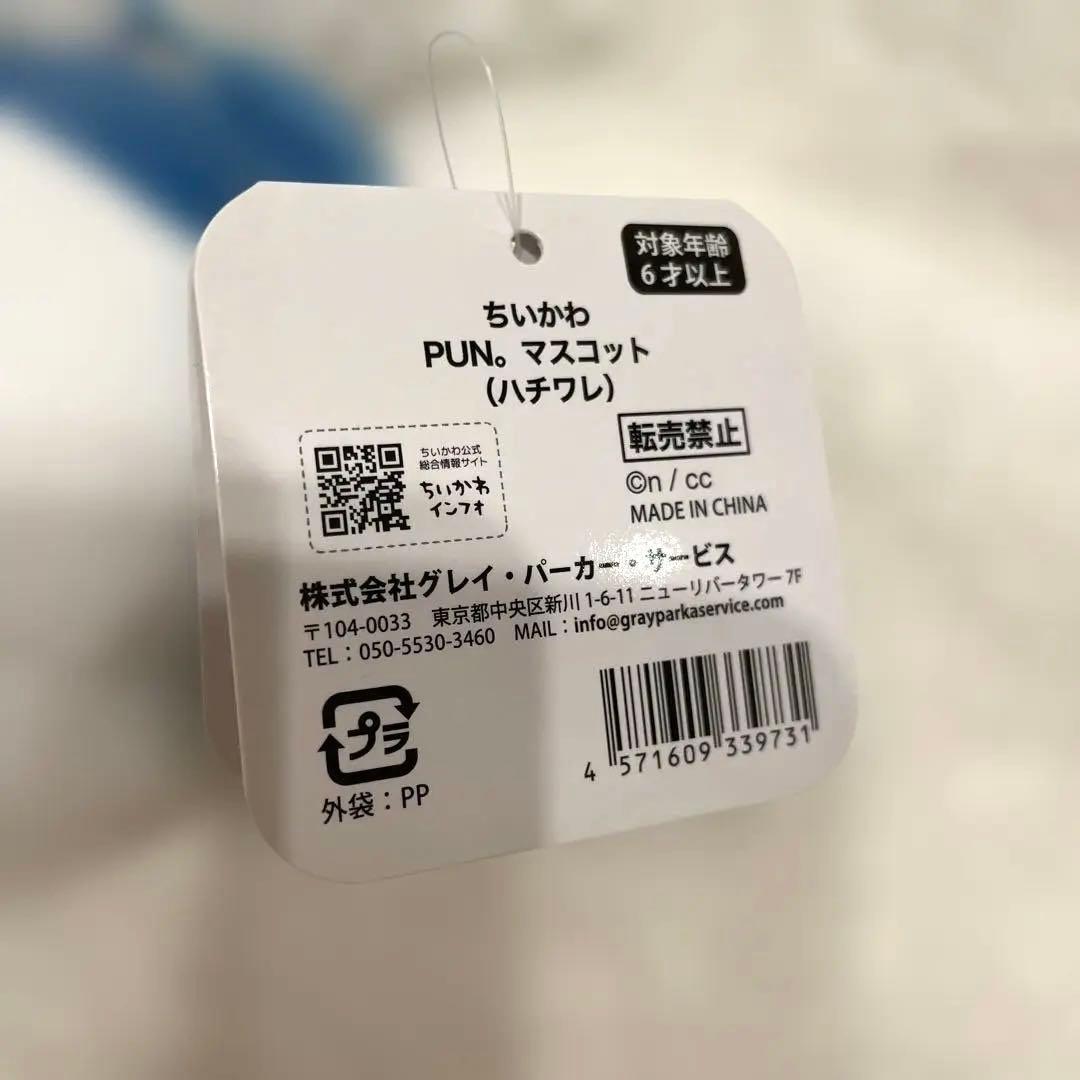 対象年齢
6才以上
ちいかわ
PUN。マスコット
(ハチワレ)
ちいかわ公式
総合情報サイト
ちいかわ
インフォ
転売禁止
©n / cc
MADE IN CHINA
株式会社グレイ・パーカー・サービス
〒104-0033 東京都中央区新川 1-6-11 ニューリバータワー 7F
TEL：050-5530-3460 MAIL：info@grayparkaservice.com
プラ
外袋：PP
4 571609 339731